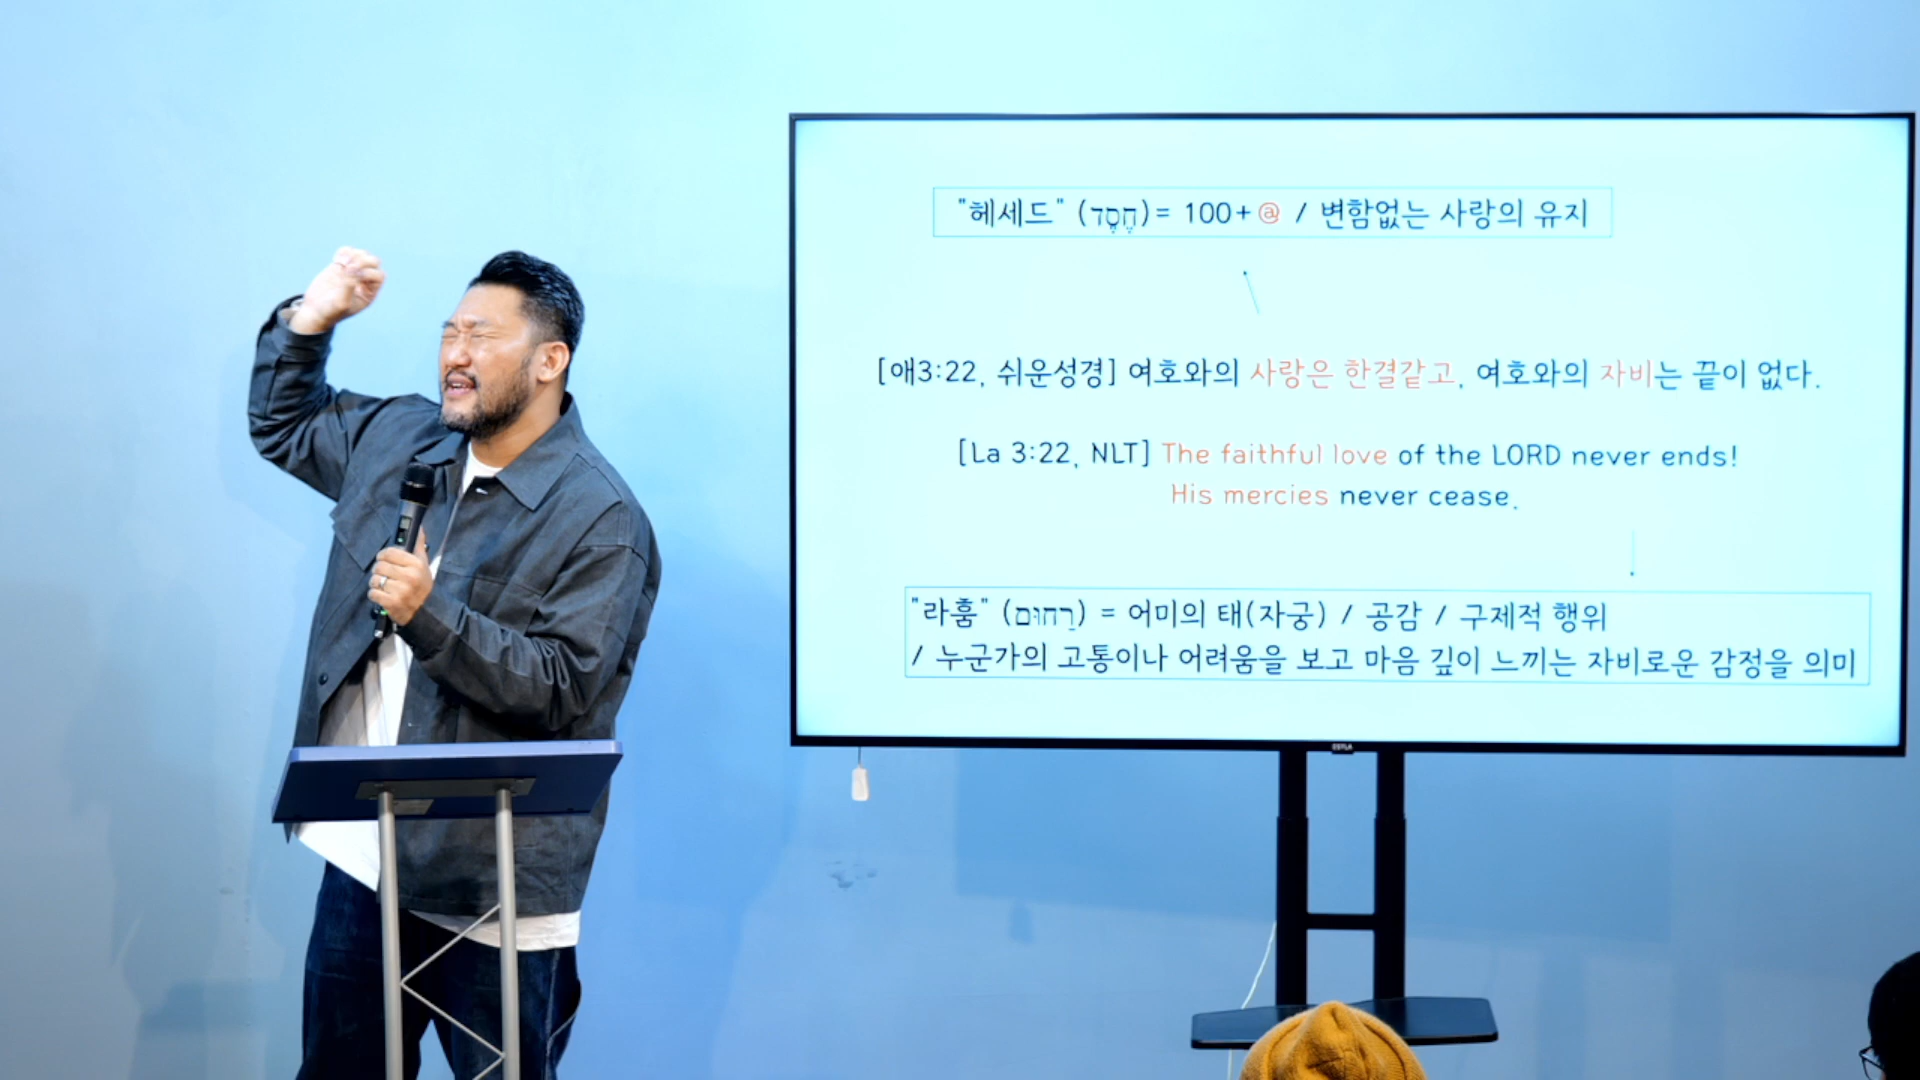 "헤세드" (חֶסֶד)= 100+@ / 변함없는 사랑의 유지
[애3:22, 쉬운성경] 여호와의 사랑은 한결같고, 여호와의 자비는 끝이 없다.
[La 3:22, NLT] The faithful love of the LORD never ends!
His mercies never cease.
"라훔" (רַחוּם) = 어미의 태(자궁) / 공감 / 구제적 행위
/ 누군가의 고통이나 어려움을 보고 마음 깊이 느끼는 자비로운 감정을 의미